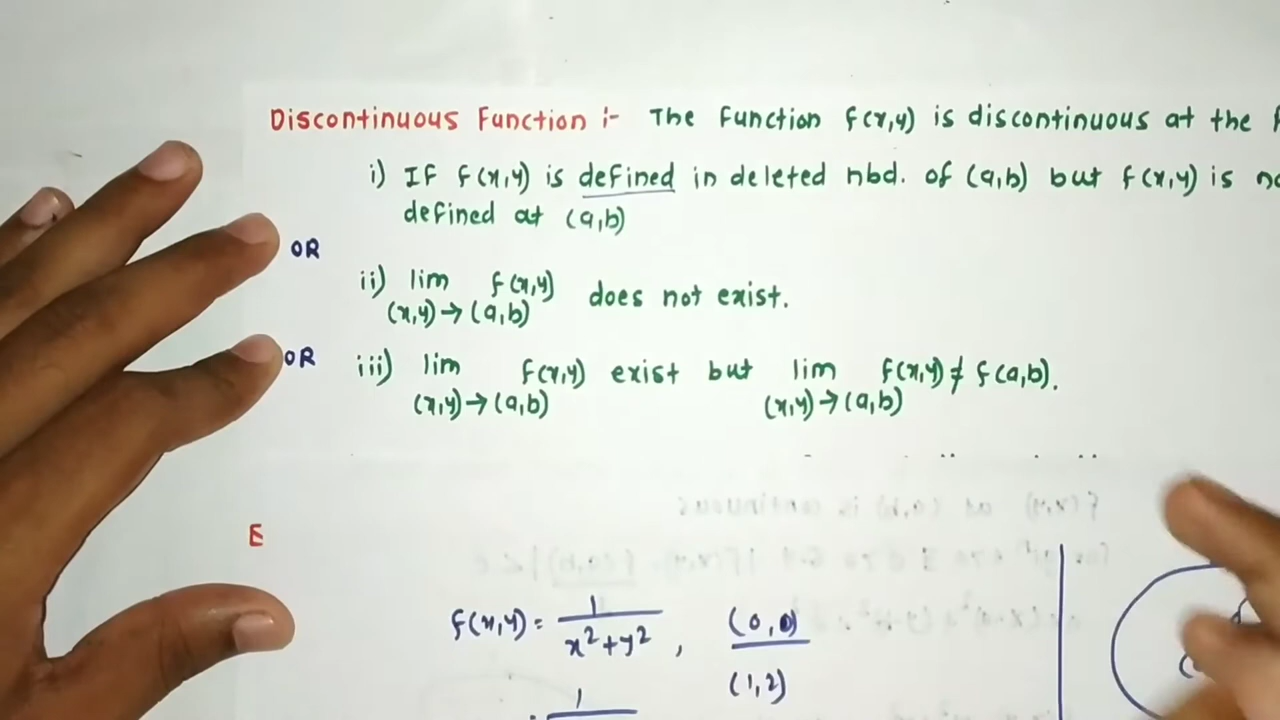 Discontinuous Function :- The Function f(x,y) is discontinuous at the
i) IF f(x,y) is defined in deleted nbd. of (a,b) but f(x,y) is
defined at (a,b)
OR
ii) lim f(x,y) does not exist.
(x,y)→(a,b)
OR
iii) lim f(x,y) exist but lim f(x,y) ≠ f(a,b).
(x,y)→(a,b) (x,y)→(a,b)
E
f(x,y) = 1/x²+y² , (0,0)
(1,2)
1